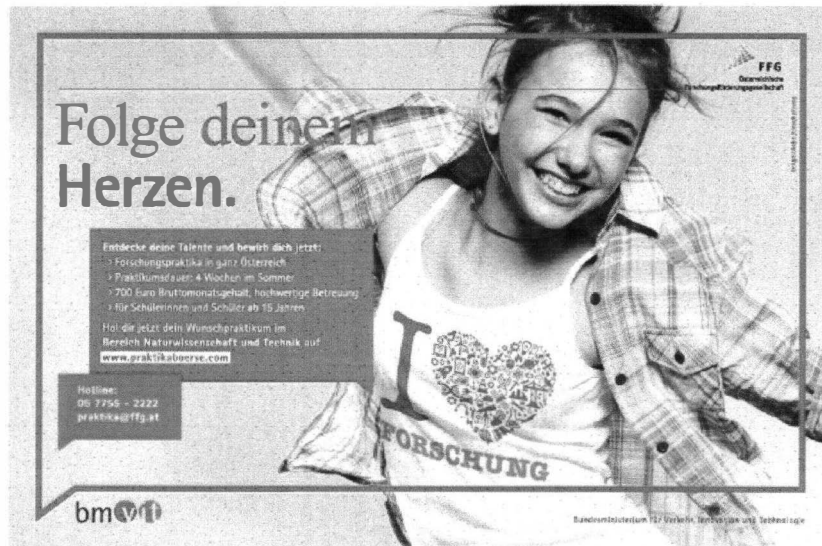 FFG
Österreichische
Forschungsförderungsgesellschaft
Folge deinem
Herzen.
Entdecke deine Talente und bewirb dich jetzt:
› Forschungspraktika in ganz Österreich
› Praktikumsdauer: 4 Wochen im Sommer
› 700 Euro Bruttomonatsgehalt, hochwertige Betreuung
› für Schülerinnen und Schüler ab 15 Jahren
Hol dir jetzt dein Wunschpraktikum im
Bereich Naturwissenschaft und Technik auf
www.praktikaboerse.com
Hotline:
05 7755 – 2222
praktika@ffg.at
I
FORSCHUNG
bmvit
Bundesministerium für Verkehr, Innovation und Technologie